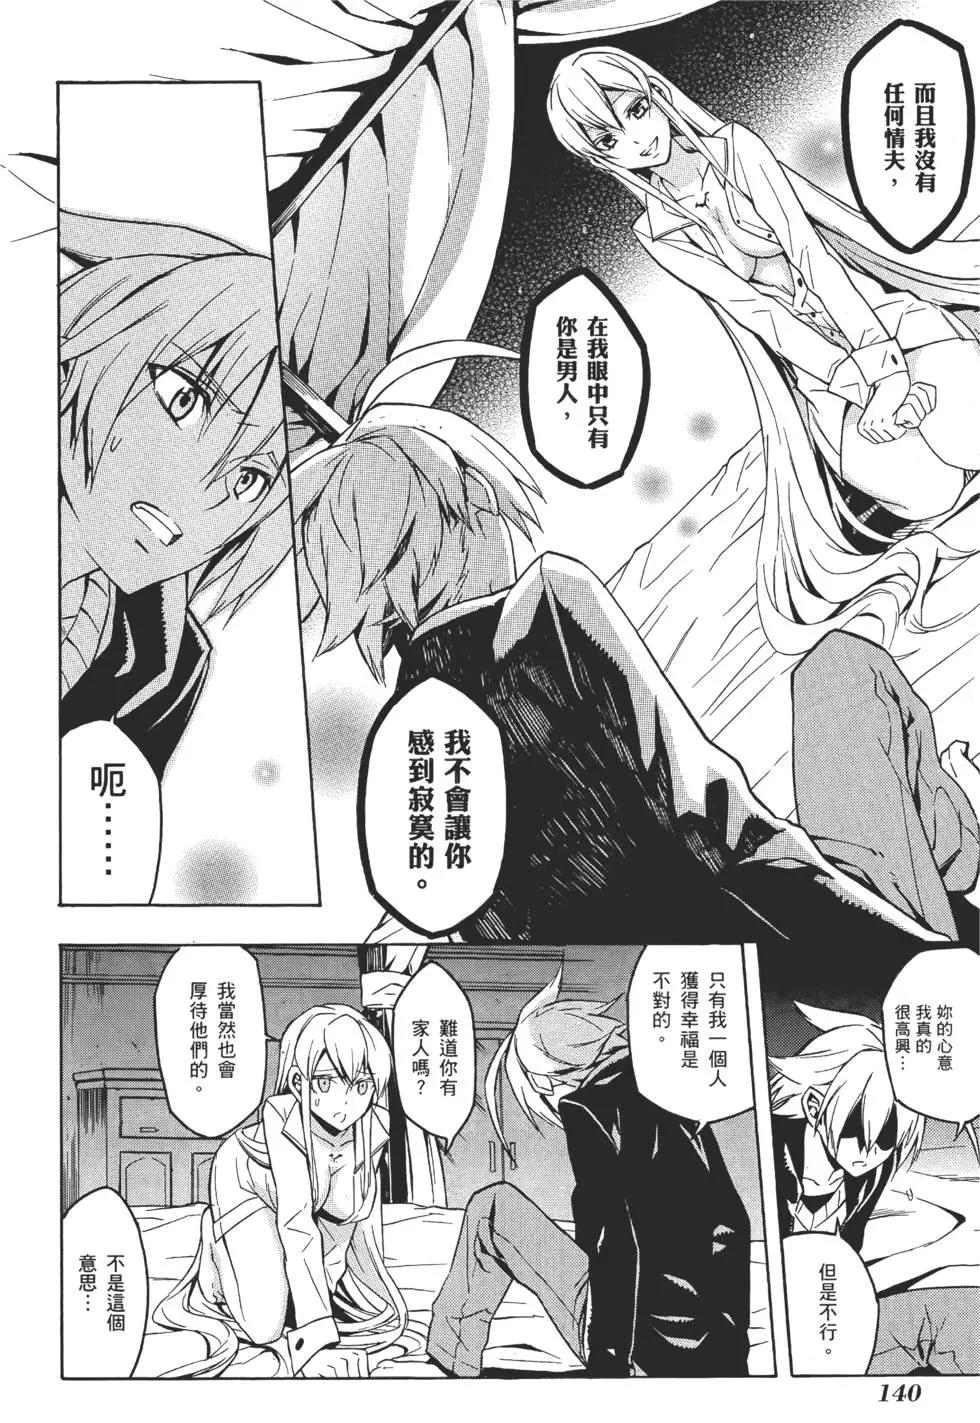 而且我沒有
任何情夫，
在我眼中只有
你是男人，
我不會讓你
感到寂寞的。
呃……
妳的心意
我真的
很高興…
但是不行。
只有我一個人
獲得幸福是
不對的。
難道你有
家人嗎？
我當然也會
厚待他們的。
不是這個
意思…
140